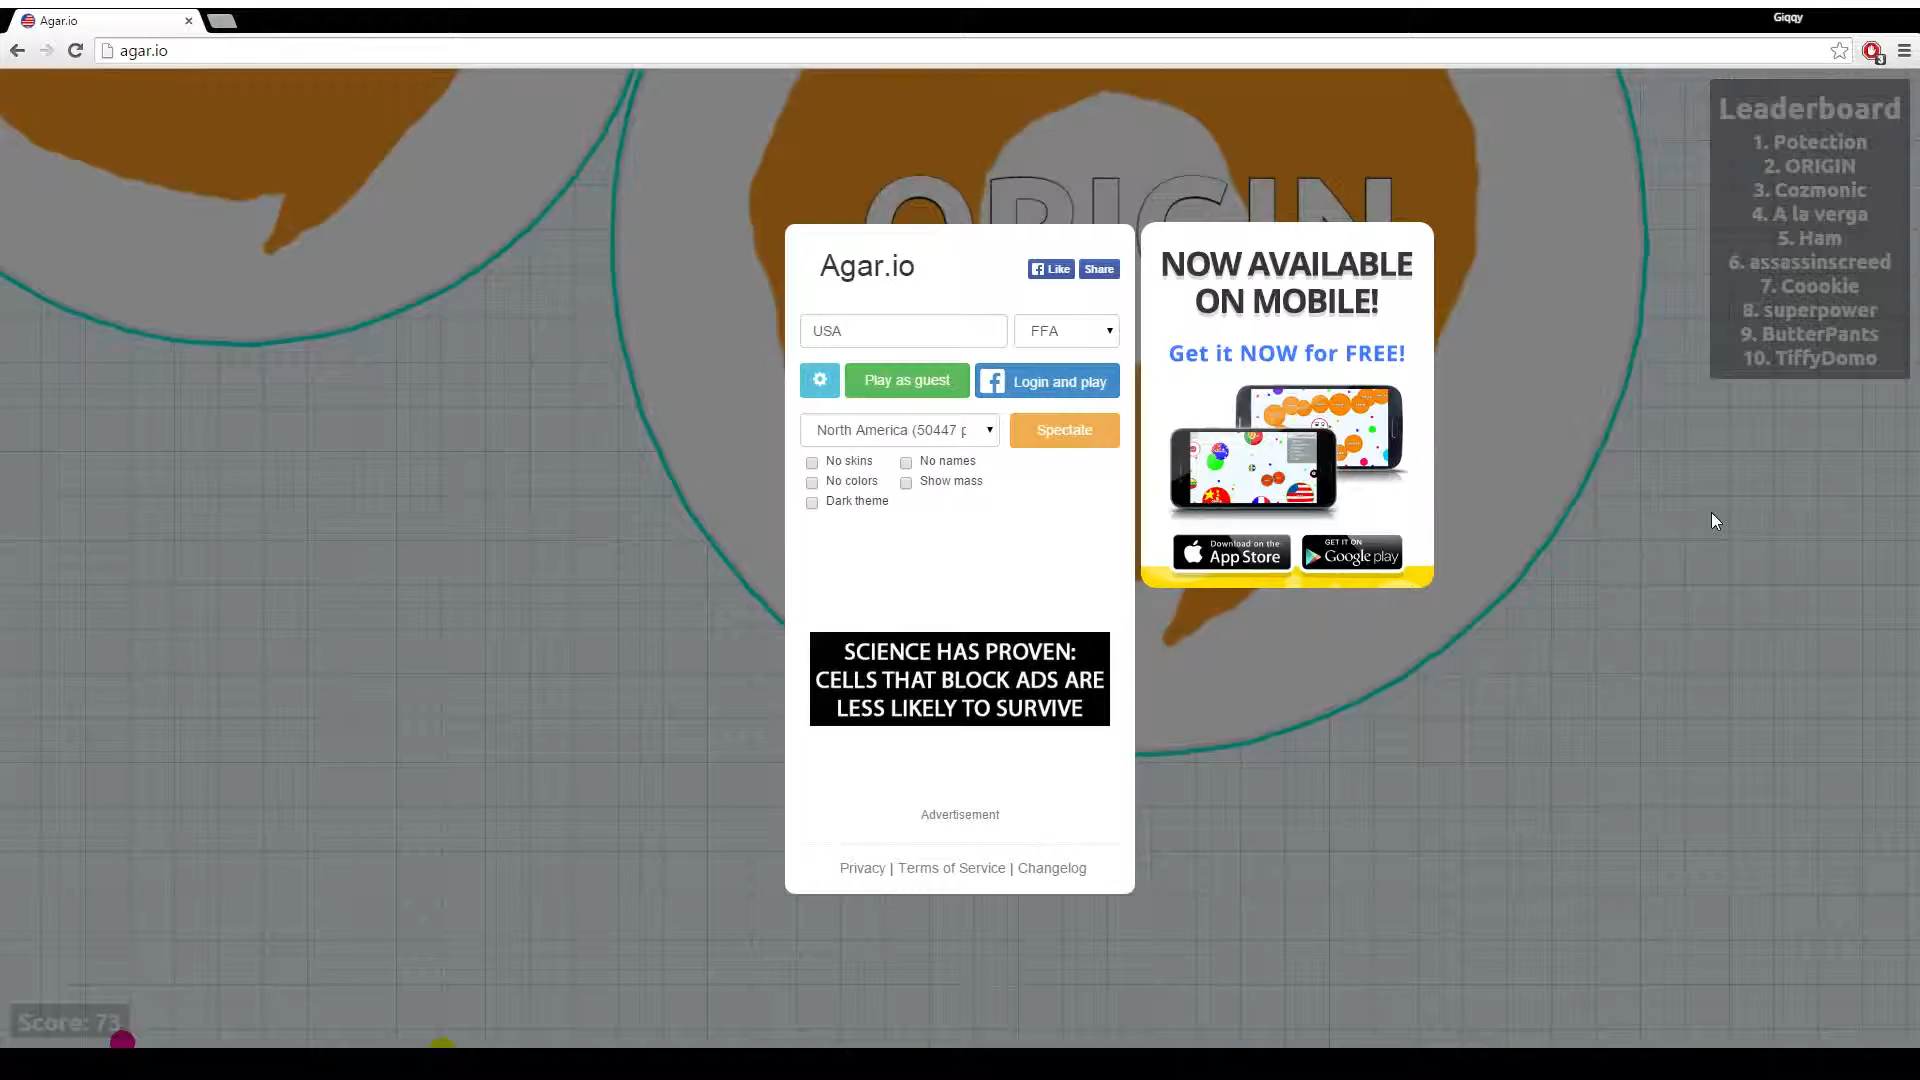 Agar.io
Giqqy
agar.io
3
ORIGIN
Leaderboard
1. Potection
2. ORIGIN
3. Cozmonic
4. A la verga
5. Ham
6. assassinscreed
7. Coookie
8. superpower
9. ButterPants
10. TiffyDomo
Agar.io
Like
Share
USA
FFA
Play as guest
Login and play
North America (50447 p
Spectate
No skins
No names
No colors
Show mass
Dark theme
SCIENCE HAS PROVEN:
CELLS THAT BLOCK ADS ARE
LESS LIKELY TO SURVIVE
Advertisement
Privacy | Terms of Service | Changelog
NOW AVAILABLE
ON MOBILE!
Get it NOW for FREE!
Download on the
App Store
GET IT ON
Google play
Score: 73